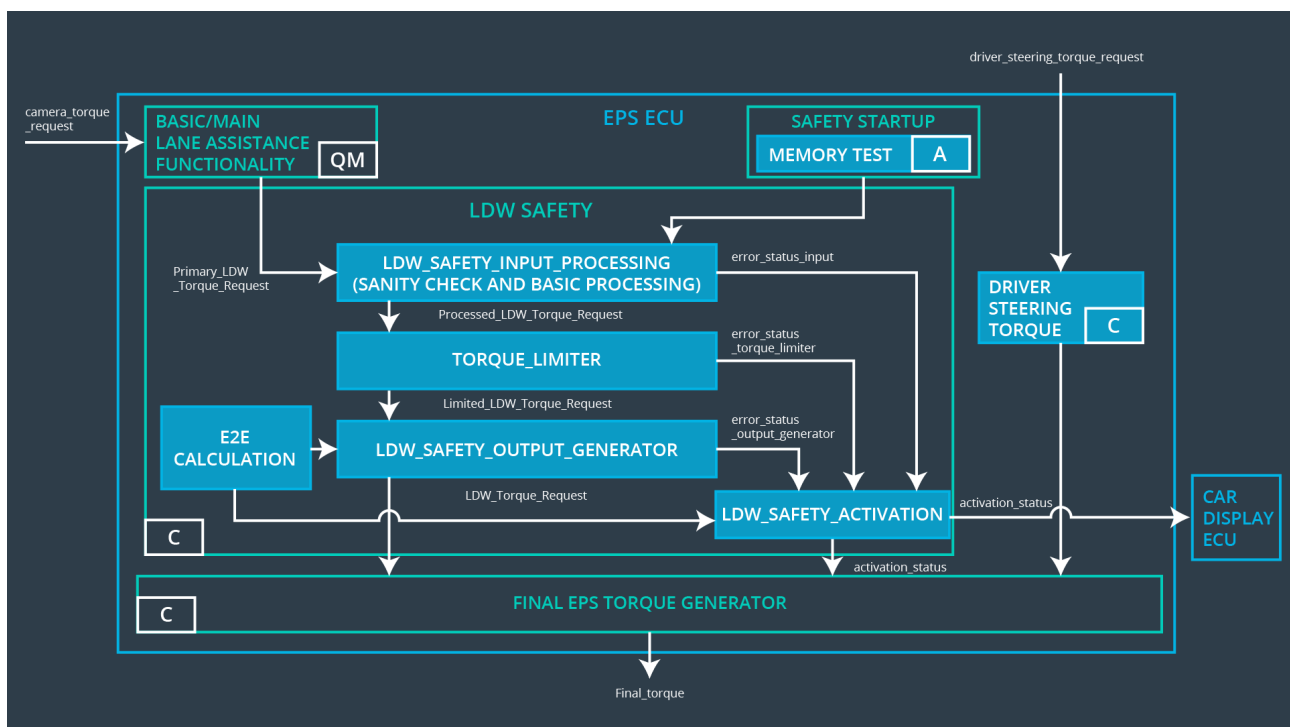 driver_steering_torque_request
camera_torque
_request
EPS ECU
BASIC/MAIN
LANE ASSISTANCE
FUNCTIONALITY
QM
SAFETY STARTUP
MEMORY TEST
A
LDW SAFETY
Primary_LDW
_Torque_Request
LDW_SAFETY_INPUT_PROCESSING
(SANITY CHECK AND BASIC PROCESSING)
error_status_input
DRIVER
STEERING
TORQUE
C
Processed_LDW_Torque_Request
TORQUE_LIMITER
error_status
_torque_limiter
Limited_LDW_Torque_Request
E2E
CALCULATION
LDW_SAFETY_OUTPUT_GENERATOR
error_status
_output_generator
LDW_Torque_Request
LDW_SAFETY_ACTIVATION
activation_status
CAR
DISPLAY
ECU
C
activation_status
FINAL EPS TORQUE GENERATOR
C
Final_torque